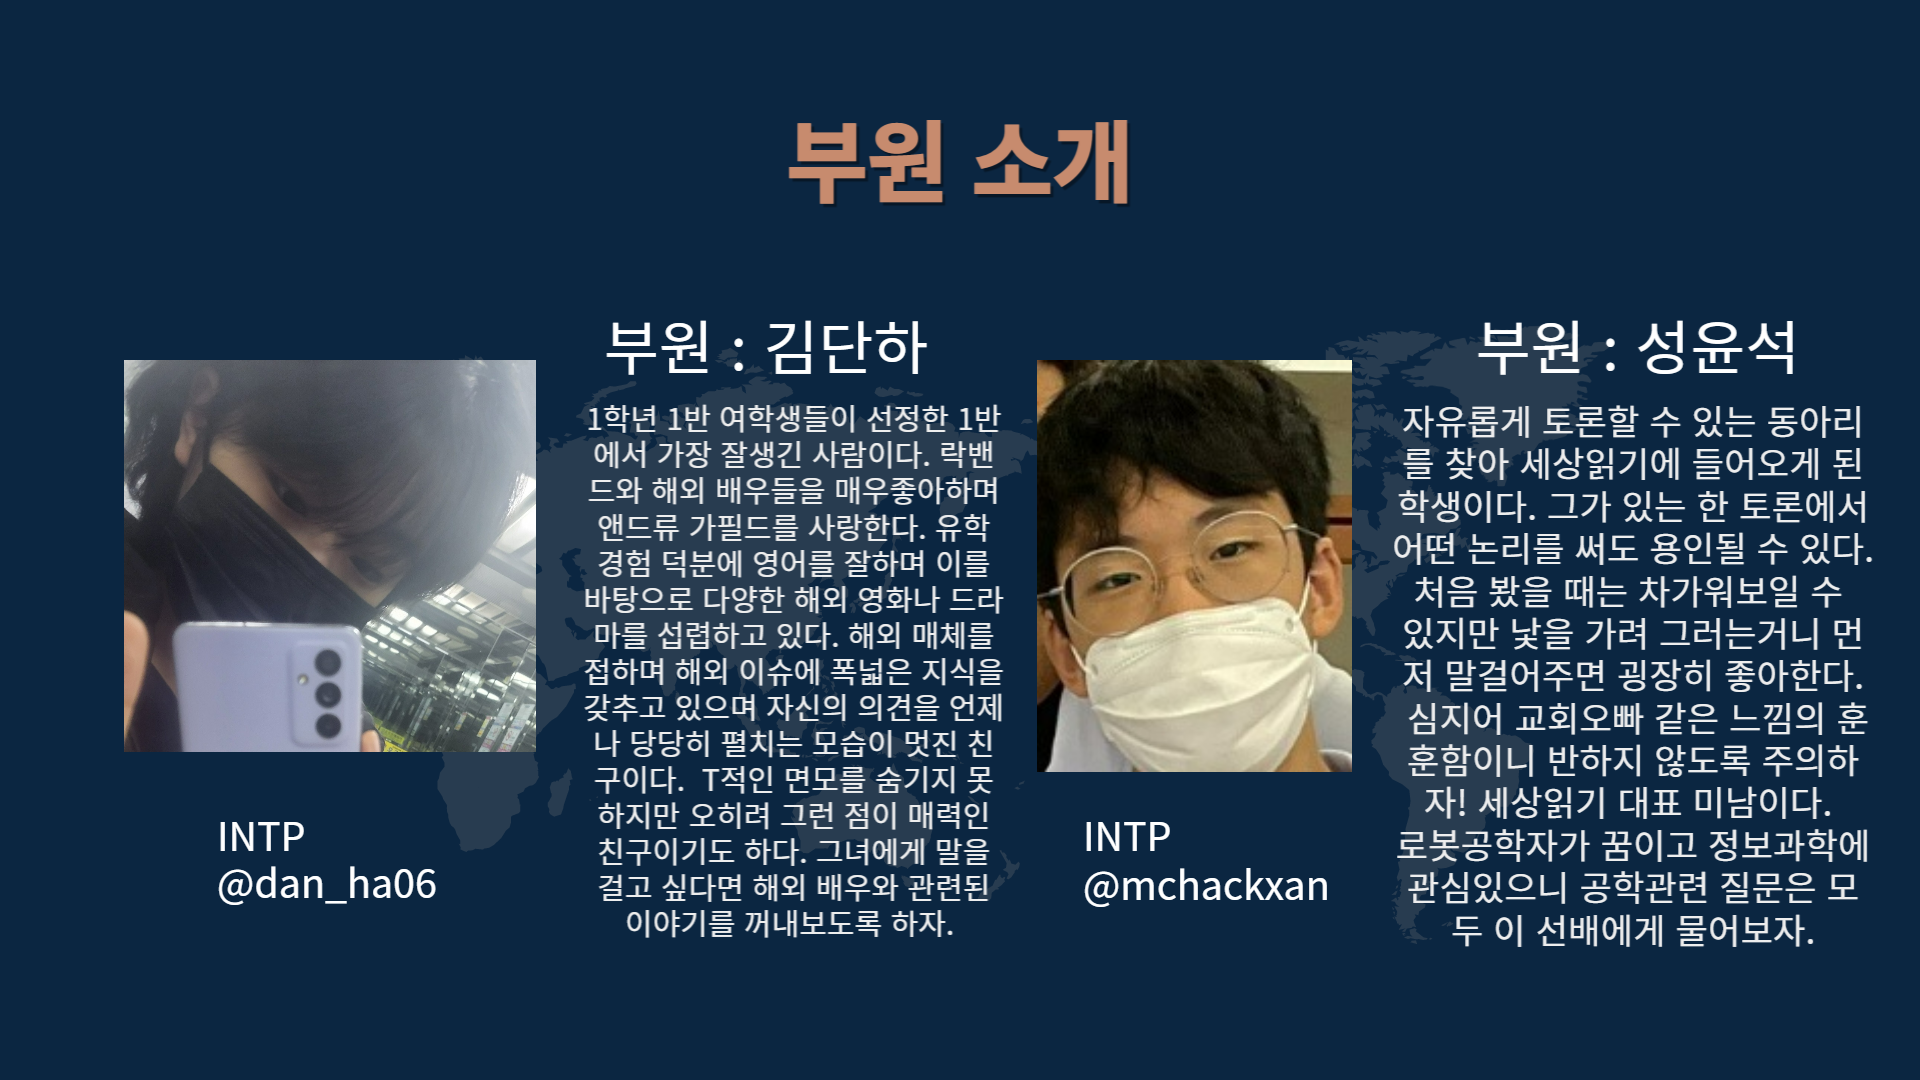 부원 소개
부원 : 김단하
1학년 1반 여학생들이 선정한 1반
에서 가장 잘생긴 사람이다. 락밴
드와 해외 배우들을 매우좋아하며
앤드류 가필드를 사랑한다. 유학
경험 덕분에 영어를 잘하며 이를
바탕으로 다양한 해외 영화나 드라
마를 섭렵하고 있다. 해외 매체를
접하며 해외 이슈에 폭넓은 지식을
갖추고 있으며 자신의 의견을 언제
나 당당히 펼치는 모습이 멋진 친
구이다. T적인 면모를 숨기지 못
하지만 오히려 그런 점이 매력인
친구이기도 하다. 그녀에게 말을
걸고 싶다면 해외 배우와 관련된
이야기를 꺼내보도록 하자.
INTP
@dan_ha06
부원 : 성윤석
자유롭게 토론할 수 있는 동아리
를 찾아 세상읽기에 들어오게 된
학생이다. 그가 있는 한 토론에서
어떤 논리를 써도 용인될 수 있다.
처음 봤을 때는 차가워보일 수
있지만 낯을 가려 그러는거니 먼
저 말걸어주면 굉장히 좋아한다.
심지어 교회오빠 같은 느낌의 훈
훈함이니 반하지 않도록 주의하
자! 세상읽기 대표 미남이다.
로봇공학자가 꿈이고 정보과학에
관심있으니 공학관련 질문은 모
두 이 선배에게 물어보자.
INTP
@mchackxan